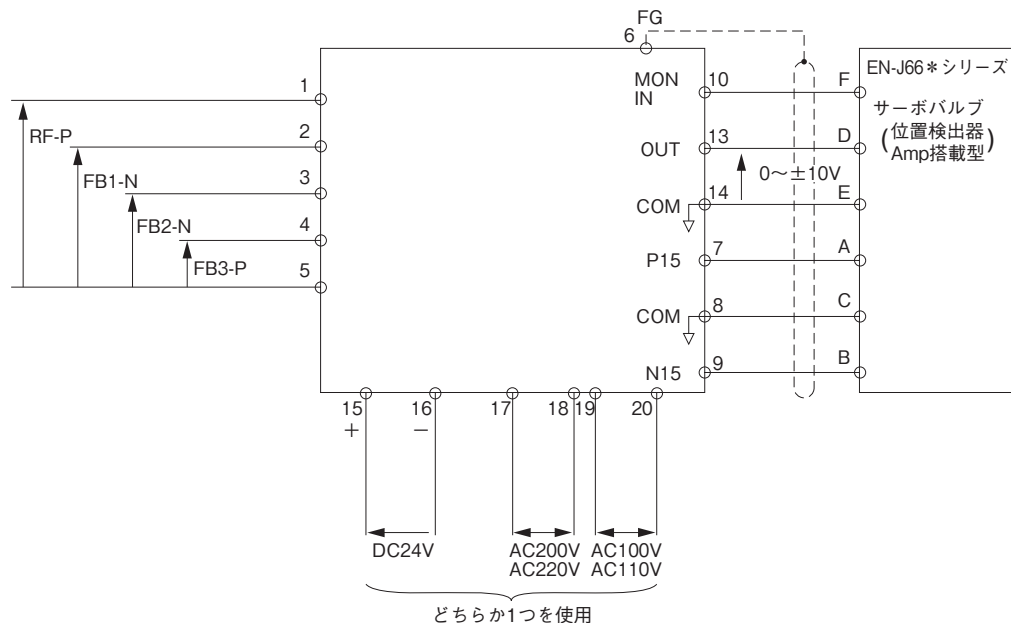 FG
6
EN-J66＊シリーズ
サーボバルブ
(位置検出器
Amp搭載型)
1
RF-P
2
FB1-N
3
FB2-N
4
FB3-P
5
MON
IN
10
F
OUT
13
D
0～±10V
COM
14
E
P15
7
A
COM
8
C
N15
9
B
15
16
17
18
19
20
＋
－
DC24V
AC200V
AC220V
AC100V
AC110V
どちらか1つを使用